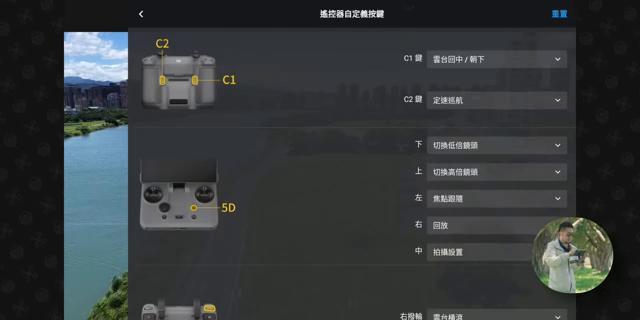 遙控器自定義按鍵
重置
C2
C1
C1 鍵
雲台回中 / 朝下
C2 鍵
定速巡航
5D
下
切換低倍鏡頭
上
切換高倍鏡頭
左
焦點跟隨
右
回放
中
拍攝設置
右撥輪
雲台橫滾